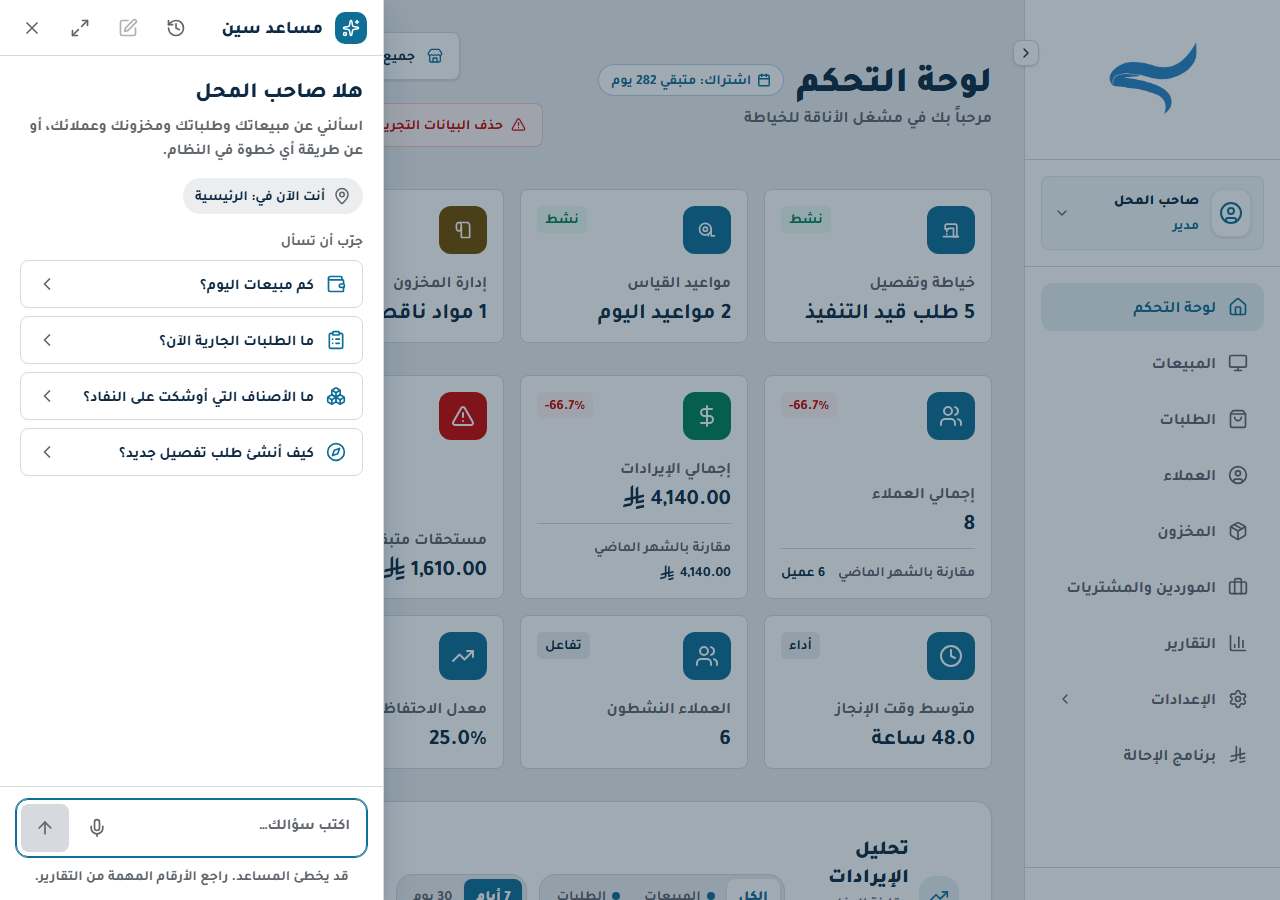 مساعد سين
هلا صاحب المحل
اسألني عن مبيعاتك وطلباتك ومخزونك وعملائك، أو
عن طريقة أي خطوة في النظام.
أنت الآن في: الرئيسية
جرّب أن تسأل
كم مبيعات اليوم؟
ما الطلبات الجارية الآن؟
ما الأصناف التي أوشكت على النفاد؟
كيف أنشئ طلب تفصيل جديد؟
اكتب سؤالك...
قد يخطئ المساعد. راجع الأرقام المهمة من التقارير.
صاحب المحل
مدير
لوحة التحكم
المبيعات
الطلبات
العملاء
المخزون
الموردين والمشتريات
التقارير
الإعدادات
برنامج الإحالة
لوحة التحكم
اشتراك: متبقي 282 يوم
مرحباً بك في مشغل الأناقة للخياطة
جميع
حذف البيانات
نشط
خياطة وتفصيل
5 طلب قيد التنفيذ
نشط
مواعيد القياس
2 مواعيد اليوم
إدارة المخزون
1 مواد
-66.7%
إجمالي العملاء
8
مقارنة بالشهر الماضي
6 عميل
-66.7%
إجمالي الإيرادات
4,140.00
مقارنة بالشهر الماضي
4,140.00
مستحقات
1,610.00
أداء
متوسط وقت الإنجاز
48.0 ساعة
تفاعل
العملاء النشطون
6
معدل الاحتفاظ
25.0%
تحليل
الإيرادات
الكل
المبيعات
الطلبات
7 أيام
30 يوم